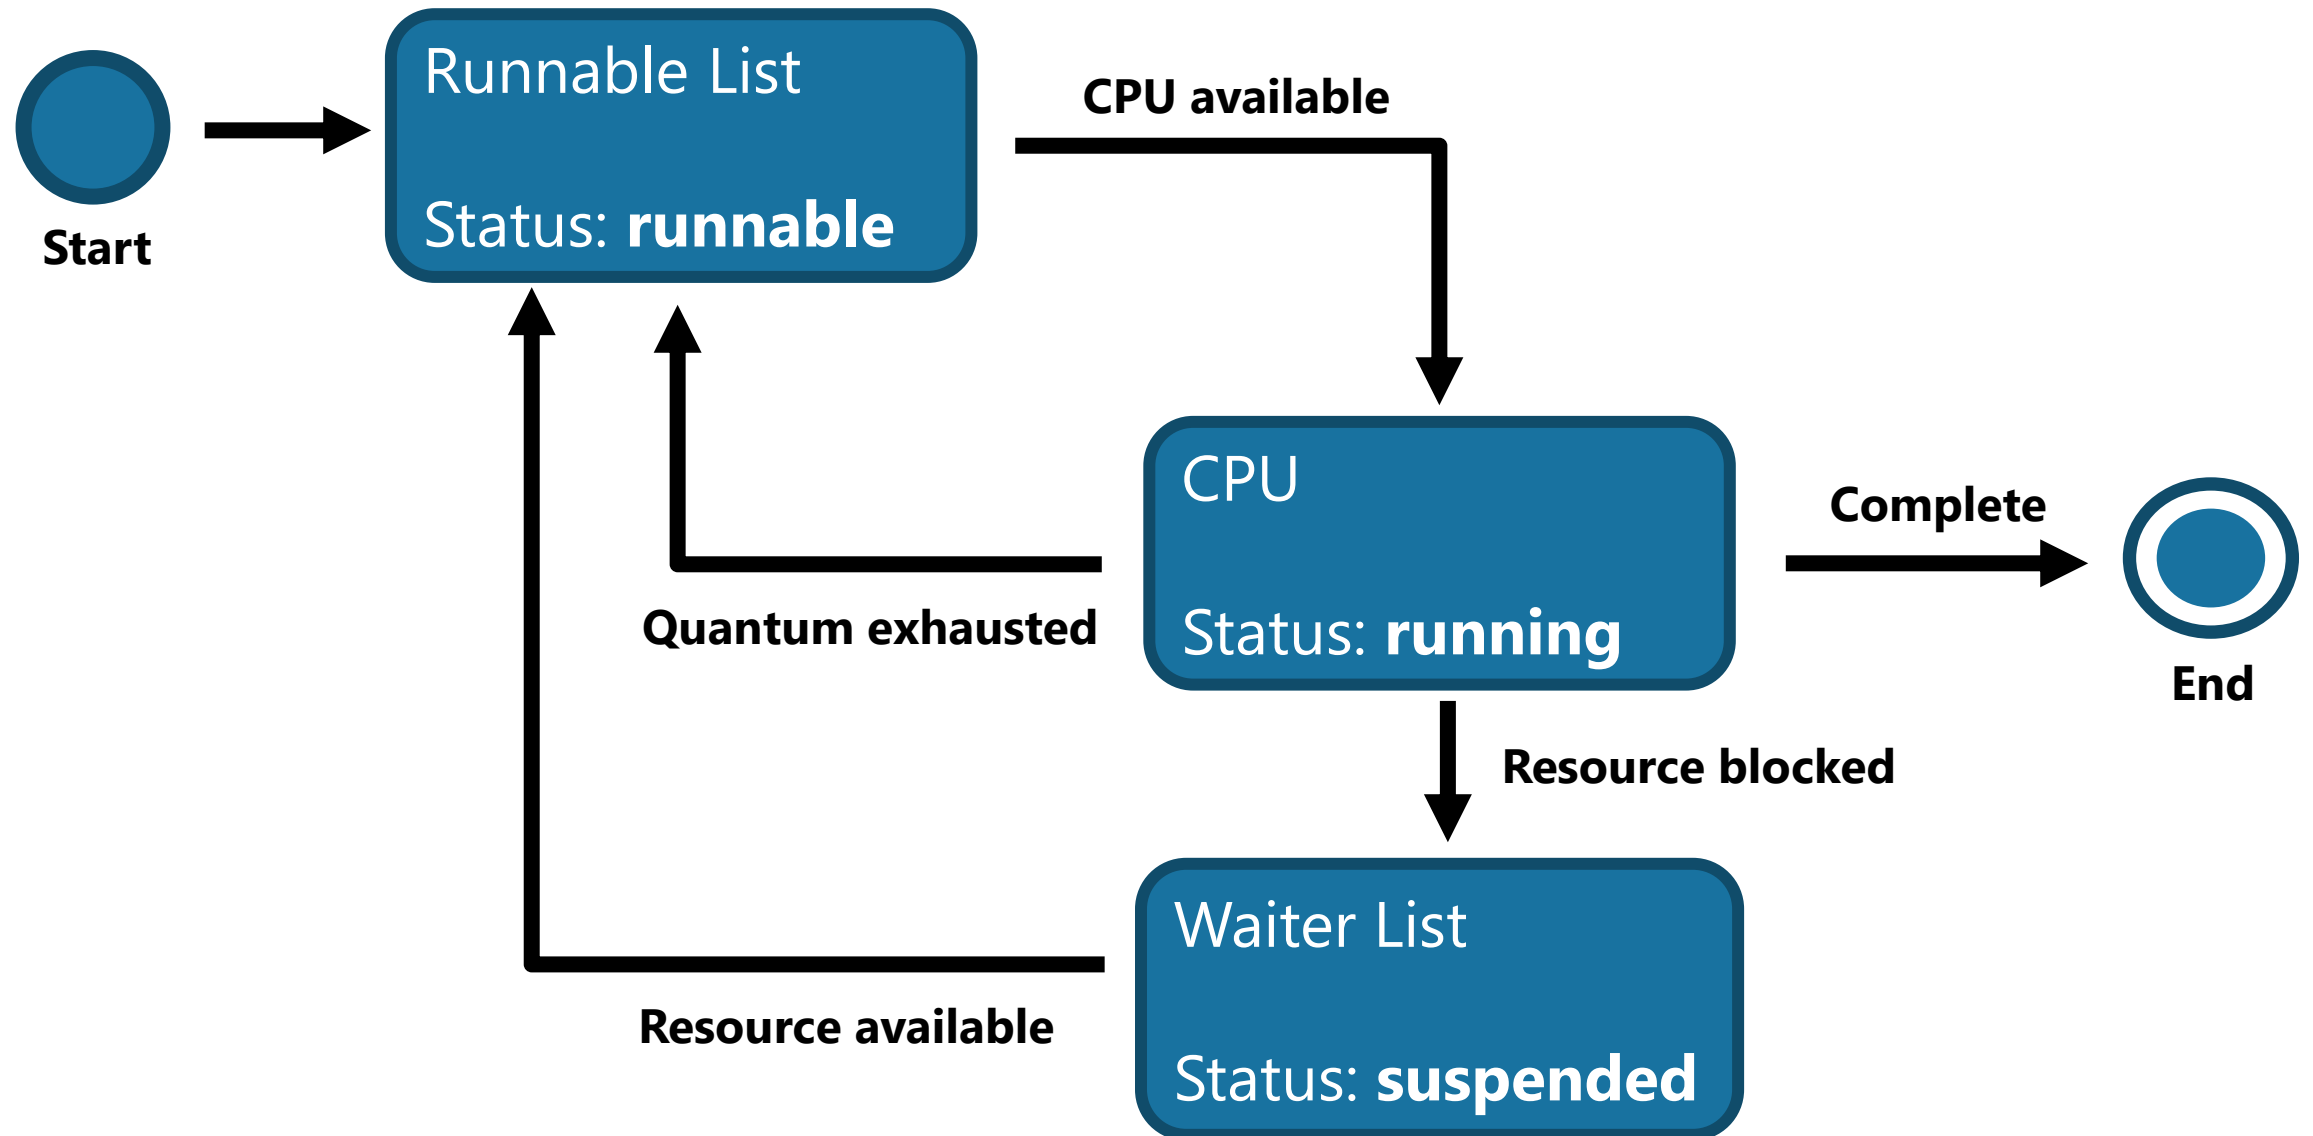 Runnable List
Status: runnable
Start
CPU available
CPU
Status: running
Complete
End
Quantum exhausted
Resource blocked
Waiter List
Status: suspended
Resource available